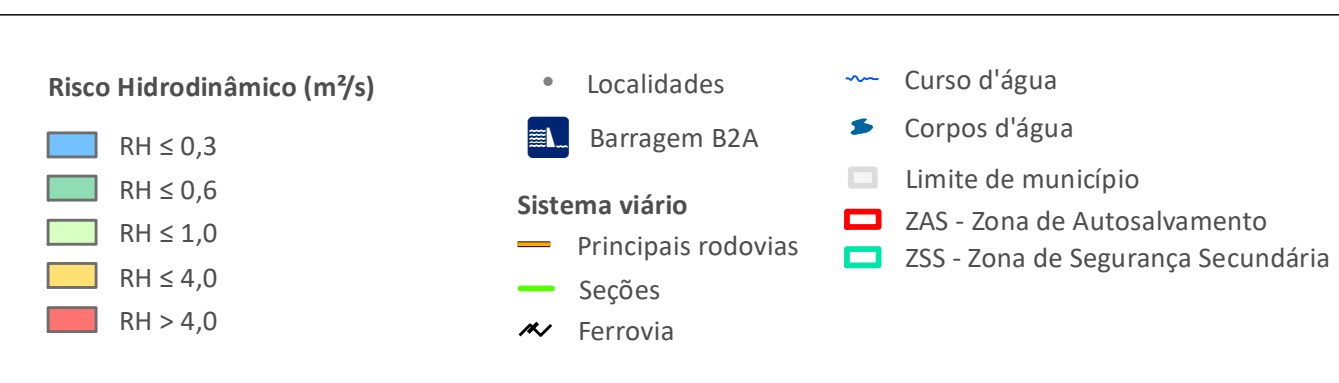 Risco Hidrodinâmico (m²/s)
RH ≤ 0,3
RH ≤ 0,6
RH ≤ 1,0
RH ≤ 4,0
RH > 4,0
Localidades
Barragem B2A
Sistema viário
Principais rodovias
Seções
Ferrovia
Curso d'água
Corpos d'água
Limite de município
ZAS - Zona de Autosalvamento
ZSS - Zona de Segurança Secundária